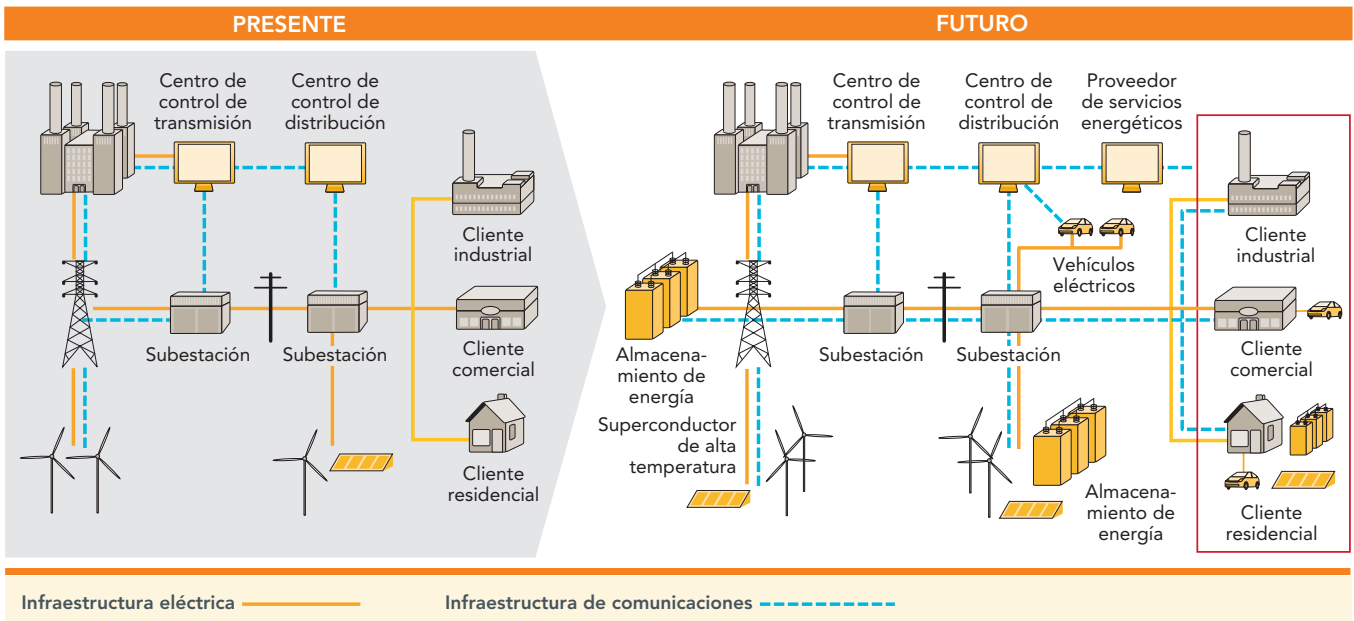 PRESENTE
FUTURO
Centro de
control de
transmisión
Centro de
control de
distribución
Cliente
industrial
Subestación
Subestación
Cliente
comercial
Cliente
residencial
Centro de
control de
transmisión
Centro de
control de
distribución
Proveedor
de servicios
energéticos
Cliente
industrial
Vehículos
eléctricos
Almacena-
miento de
energía
Subestación
Subestación
Cliente
comercial
Superconductor
de alta
temperatura
Almacena-
miento de
energía
Cliente
residencial
Infraestructura eléctrica
Infraestructura de comunicaciones